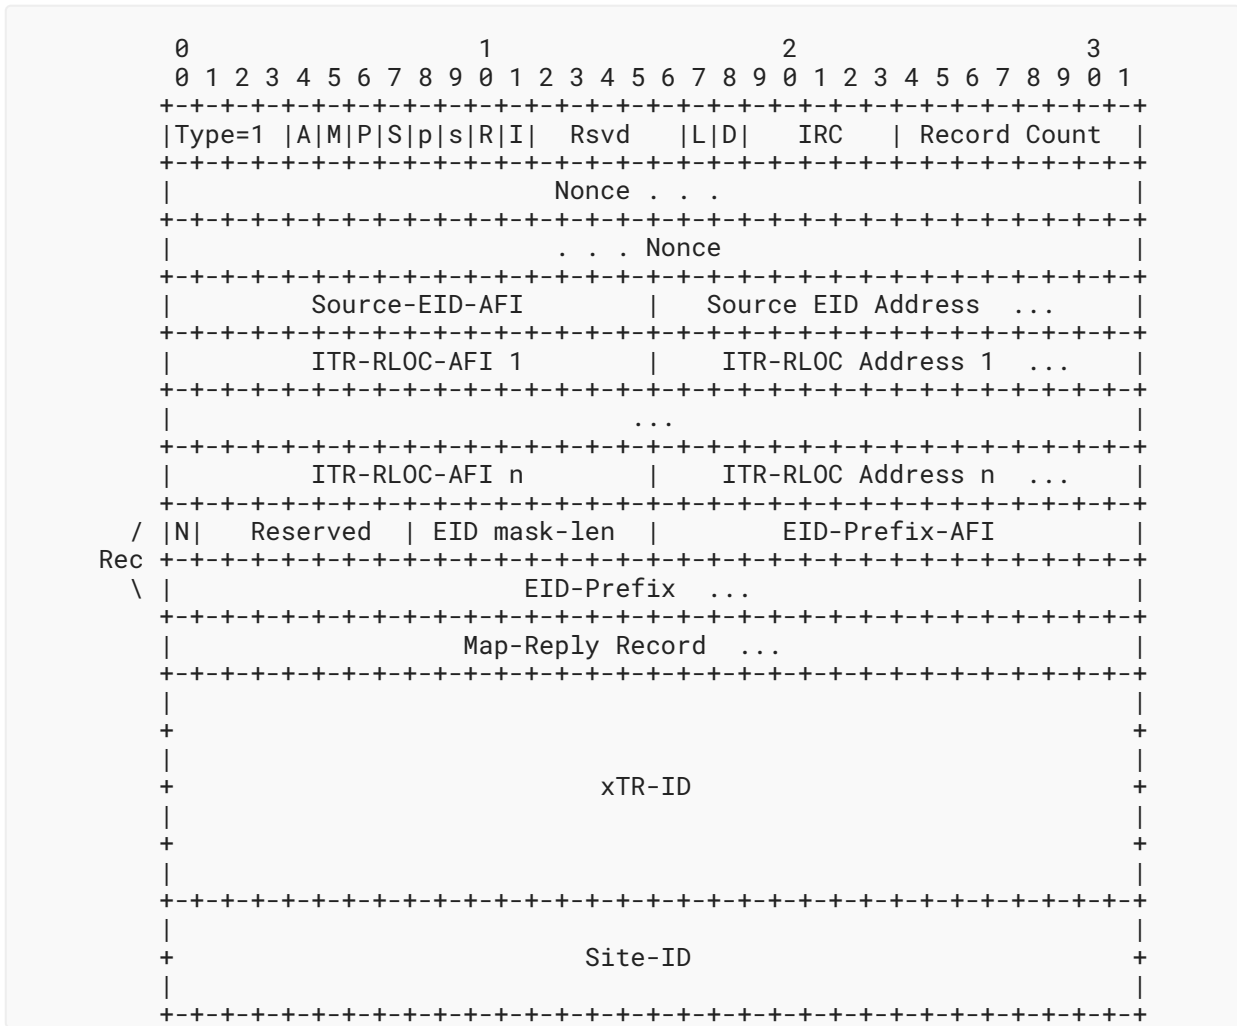 0                   1                   2                   3
        0 1 2 3 4 5 6 7 8 9 0 1 2 3 4 5 6 7 8 9 0 1 2 3 4 5 6 7 8 9 0 1
       +-+-+-+-+-+-+-+-+-+-+-+-+-+-+-+-+-+-+-+-+-+-+-+-+-+-+-+-+-+-+-+-+
       |Type=1 |A|M|P|S|p|s|R|I|  Rsvd   |L|D|   IRC   | Record Count  |
       +-+-+-+-+-+-+-+-+-+-+-+-+-+-+-+-+-+-+-+-+-+-+-+-+-+-+-+-+-+-+-+-+
       |                         Nonce . . .                           |
       +-+-+-+-+-+-+-+-+-+-+-+-+-+-+-+-+-+-+-+-+-+-+-+-+-+-+-+-+-+-+-+-+
       |                         . . . Nonce                           |
       +-+-+-+-+-+-+-+-+-+-+-+-+-+-+-+-+-+-+-+-+-+-+-+-+-+-+-+-+-+-+-+-+
       |         Source-EID-AFI        |   Source EID Address  ...     |
       +-+-+-+-+-+-+-+-+-+-+-+-+-+-+-+-+-+-+-+-+-+-+-+-+-+-+-+-+-+-+-+-+
       |         ITR-RLOC-AFI 1        |    ITR-RLOC Address 1  ...    |
       +-+-+-+-+-+-+-+-+-+-+-+-+-+-+-+-+-+-+-+-+-+-+-+-+-+-+-+-+-+-+-+-+
       |                              ...                              |
       +-+-+-+-+-+-+-+-+-+-+-+-+-+-+-+-+-+-+-+-+-+-+-+-+-+-+-+-+-+-+-+-+
       |         ITR-RLOC-AFI n        |    ITR-RLOC Address n  ...    |
       +-+-+-+-+-+-+-+-+-+-+-+-+-+-+-+-+-+-+-+-+-+-+-+-+-+-+-+-+-+-+-+-+
     / |N|   Reserved  | EID mask-len  |        EID-Prefix-AFI         |
   Rec +-+-+-+-+-+-+-+-+-+-+-+-+-+-+-+-+-+-+-+-+-+-+-+-+-+-+-+-+-+-+-+-+
     \ |                       EID-Prefix  ...                         |
       +-+-+-+-+-+-+-+-+-+-+-+-+-+-+-+-+-+-+-+-+-+-+-+-+-+-+-+-+-+-+-+-+
       |                   Map-Reply Record  ...                       |
       +-+-+-+-+-+-+-+-+-+-+-+-+-+-+-+-+-+-+-+-+-+-+-+-+-+-+-+-+-+-+-+-+
       |                                                               |
       +                                                               +
       |                                                               |
       +                            xTR-ID                             +
       |                                                               |
       +                                                               +
       |                                                               |
       +-+-+-+-+-+-+-+-+-+-+-+-+-+-+-+-+-+-+-+-+-+-+-+-+-+-+-+-+-+-+-+-+
       |                                                               |
       +                           Site-ID                             +
       |                                                               |
       +-+-+-+-+-+-+-+-+-+-+-+-+-+-+-+-+-+-+-+-+-+-+-+-+-+-+-+-+-+-+-+-+